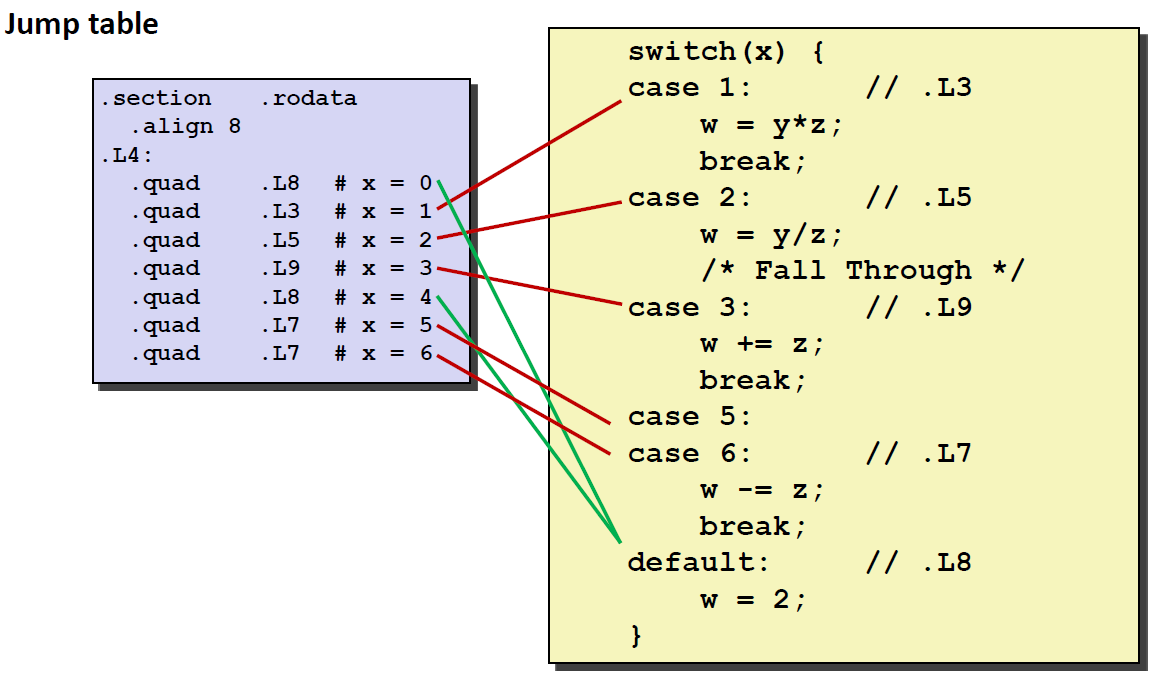 Jump table
.section .rodata
.align 8
.L4:
.quad .L8 # x = 0
.quad .L3 # x = 1
.quad .L5 # x = 2
.quad .L9 # x = 3
.quad .L8 # x = 4
.quad .L7 # x = 5
.quad .L7 # x = 6
switch(x) {
case 1: // .L3
w = y*z;
break;
case 2: // .L5
w = y/z;
/* Fall Through */
case 3: // .L9
w += z;
break;
case 5:
case 6: // .L7
w -= z;
break;
default: // .L8
w = 2;
}